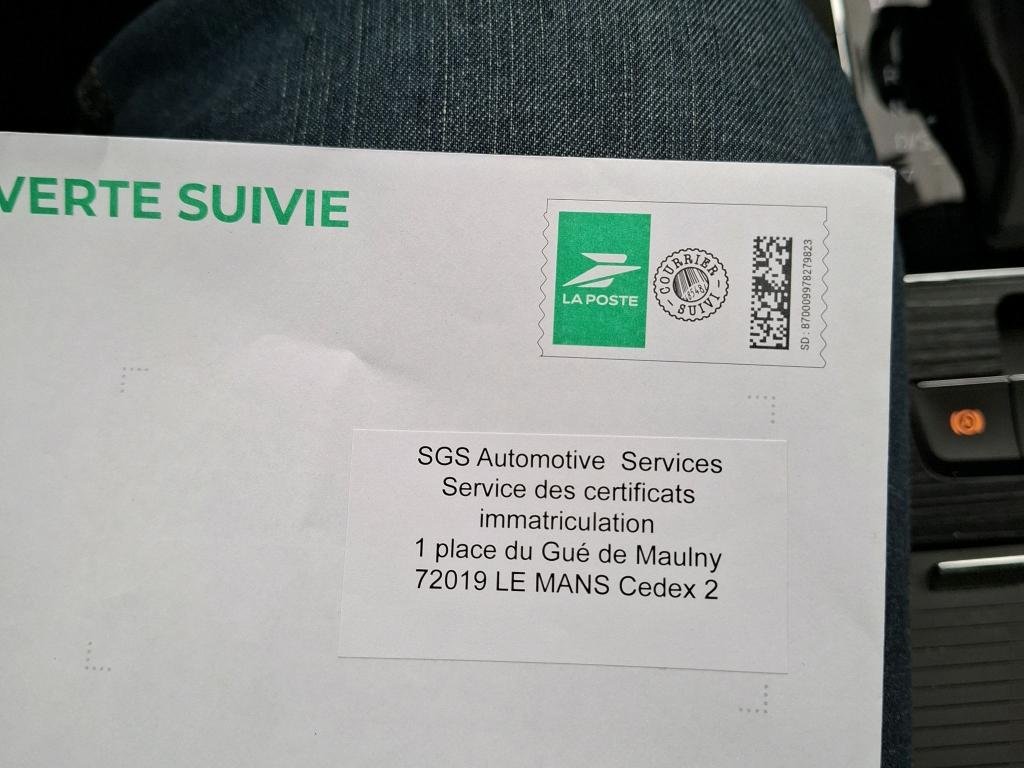 VERTE SUIVIE
LA POSTE
COURRIER
SUIVI
SD : 870009978279823
SGS Automotive  Services
Service des certificats
immatriculation
1 place du Gué de Maulny
72019 LE MANS Cedex 2
R
N